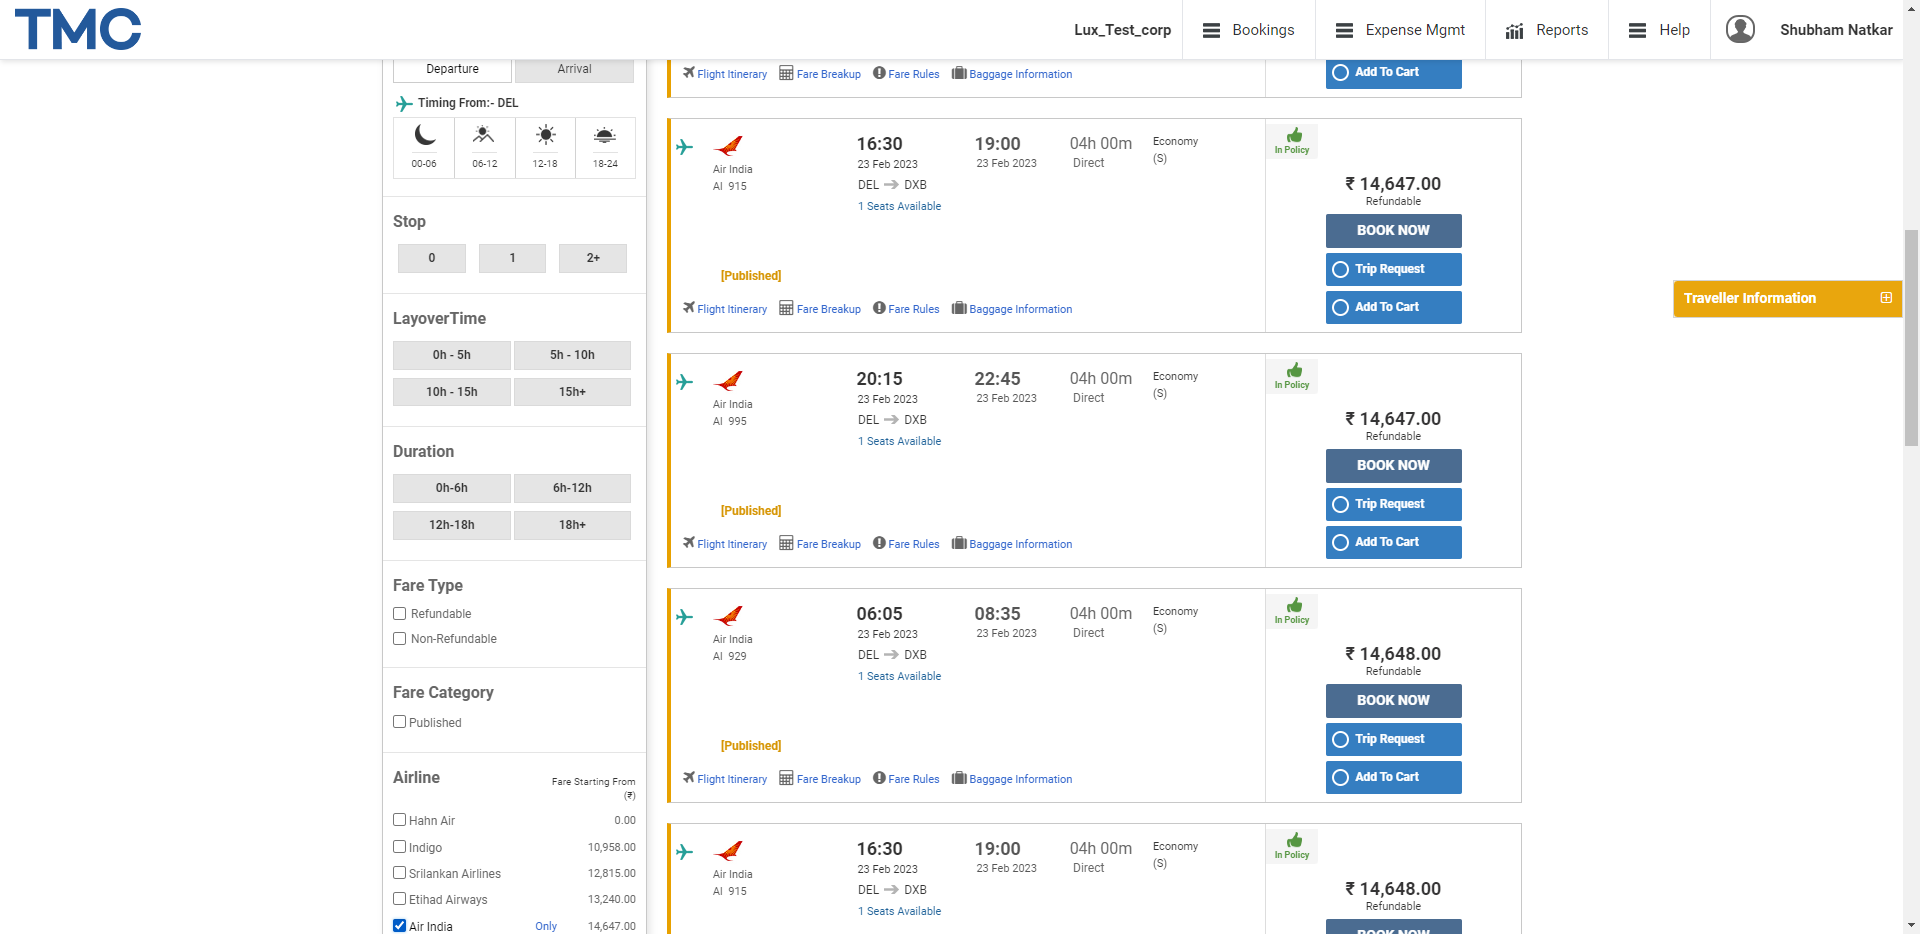 TMC
Lux_Test_corp
Bookings
Expense Mgmt
Reports
Help
Shubham Natkar
Departure
Arrival
Timing From:- DEL
00-06
06-12
12-18
18-24
Stop
0
1
2+
LayoverTime
0h - 5h
5h - 10h
10h - 15h
15h+
Duration
0h-6h
6h-12h
12h-18h
18h+
Fare Type
Refundable
Non-Refundable
Fare Category
Published
Airline
Fare Starting From
(₹)
Hahn Air 0.00
Indigo 10,958.00
Srilankan Airlines 12,815.00
Etihad Airways 13,240.00
Air India Only 14,647.00
Flight Itinerary
Fare Breakup
Fare Rules
Baggage Information
Add To Cart
Air India
AI 915
16:30
23 Feb 2023
DEL
DXB
1 Seats Available
19:00
23 Feb 2023
04h 00m
Direct
Economy
(S)
[Published]
Flight Itinerary
Fare Breakup
Fare Rules
Baggage Information
In Policy
₹ 14,647.00
Refundable
BOOK NOW
Trip Request
Add To Cart
Air India
AI 995
20:15
23 Feb 2023
DEL
DXB
1 Seats Available
22:45
23 Feb 2023
04h 00m
Direct
Economy
(S)
[Published]
Flight Itinerary
Fare Breakup
Fare Rules
Baggage Information
In Policy
₹ 14,647.00
Refundable
BOOK NOW
Trip Request
Add To Cart
Air India
AI 929
06:05
23 Feb 2023
DEL
DXB
1 Seats Available
08:35
23 Feb 2023
04h 00m
Direct
Economy
(S)
[Published]
Flight Itinerary
Fare Breakup
Fare Rules
Baggage Information
In Policy
₹ 14,648.00
Refundable
BOOK NOW
Trip Request
Add To Cart
Air India
AI 915
16:30
23 Feb 2023
DEL
DXB
1 Seats Available
19:00
23 Feb 2023
04h 00m
Direct
Economy
(S)
In Policy
₹ 14,648.00
Refundable
BOOK NOW
Traveller Information